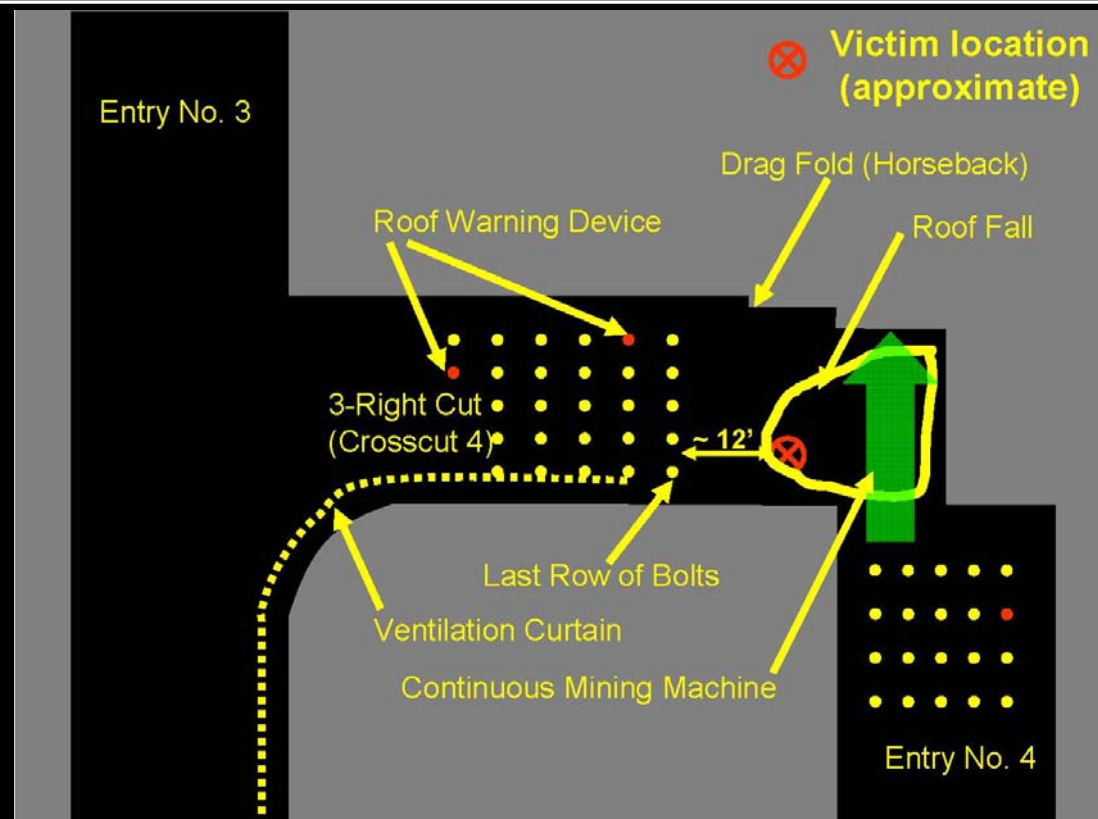 Victim location
(approximate)
Entry No. 3
Drag Fold (Horseback)
Roof Warning Device
Roof Fall
3-Right Cut
(Crosscut 4)
~ 12'
Last Row of Bolts
Ventilation Curtain
Continuous Mining Machine
Entry No. 4